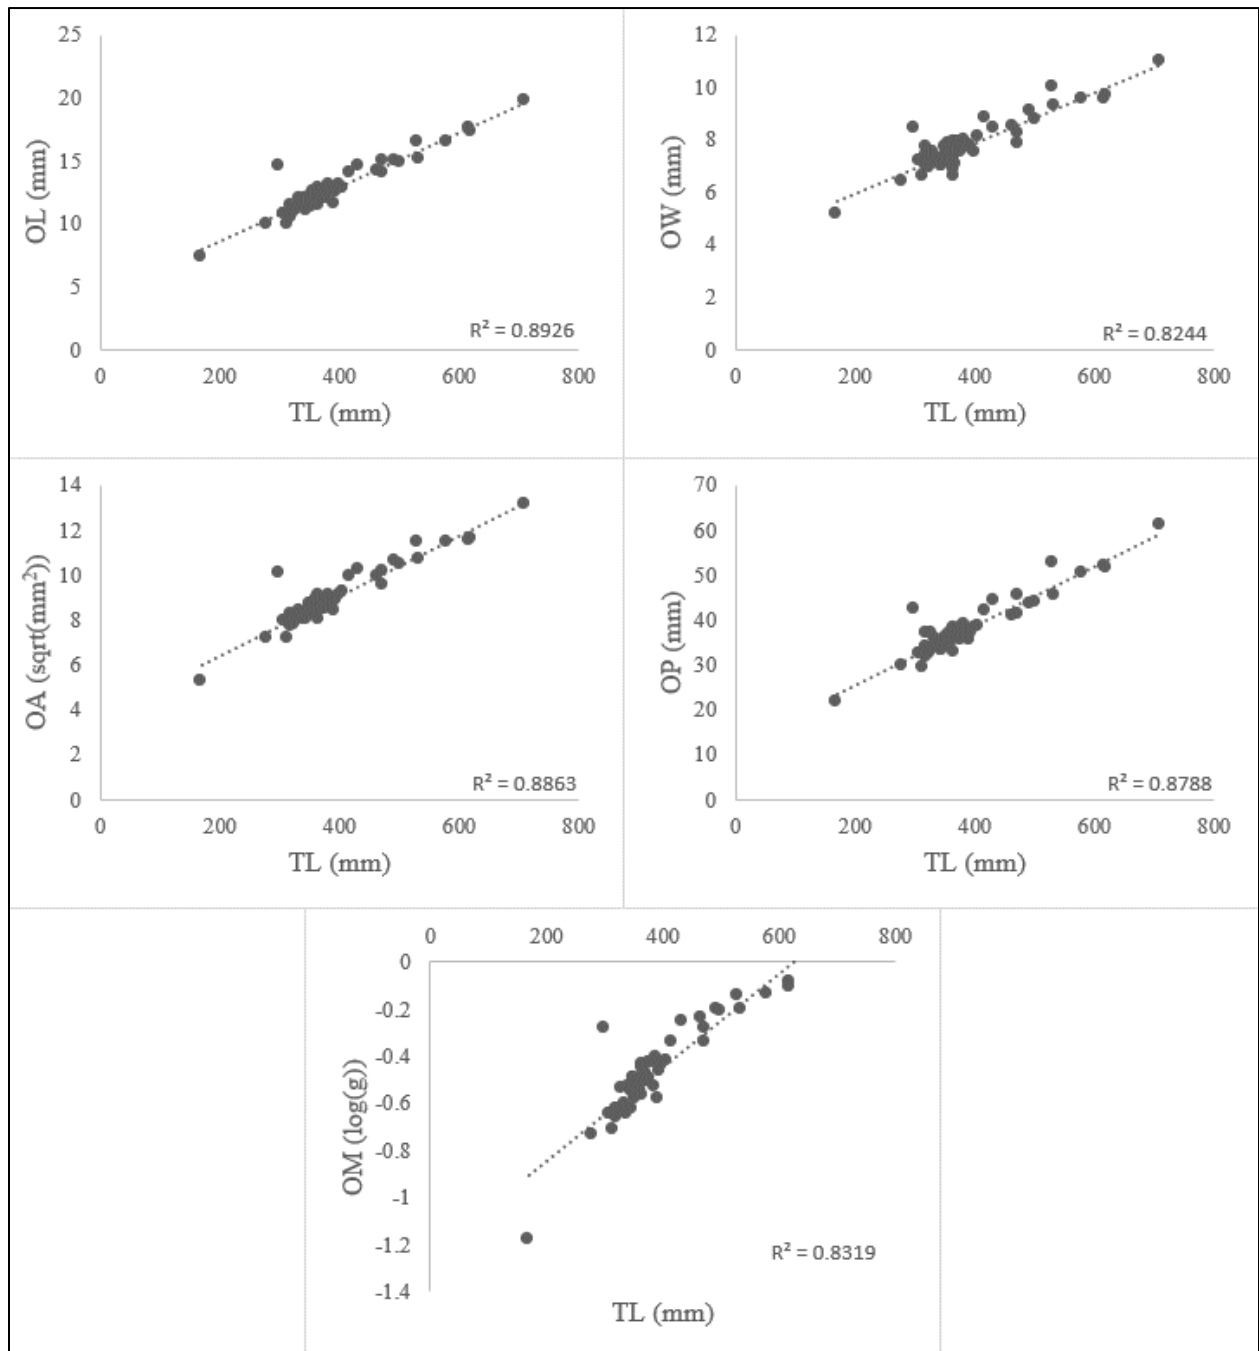 25
20
15
10
5
0
OL (mm)
R² = 0.8926
0 200 400 600 800
TL (mm)
12
10
8
6
4
2
0
OW (mm)
R² = 0.8244
0 200 400 600 800
TL (mm)
14
12
10
8
6
4
2
0
OA (sqrt(mm²))
R² = 0.8863
0 200 400 600 800
TL (mm)
70
60
50
40
30
20
10
0
OP (mm)
R² = 0.8788
0 200 400 600 800
TL (mm)
0 200 400 600 800
0
-0.2
-0.4
-0.6
-0.8
-1
-1.2
-1.4
OM (log(g))
R² = 0.8319
TL (mm)